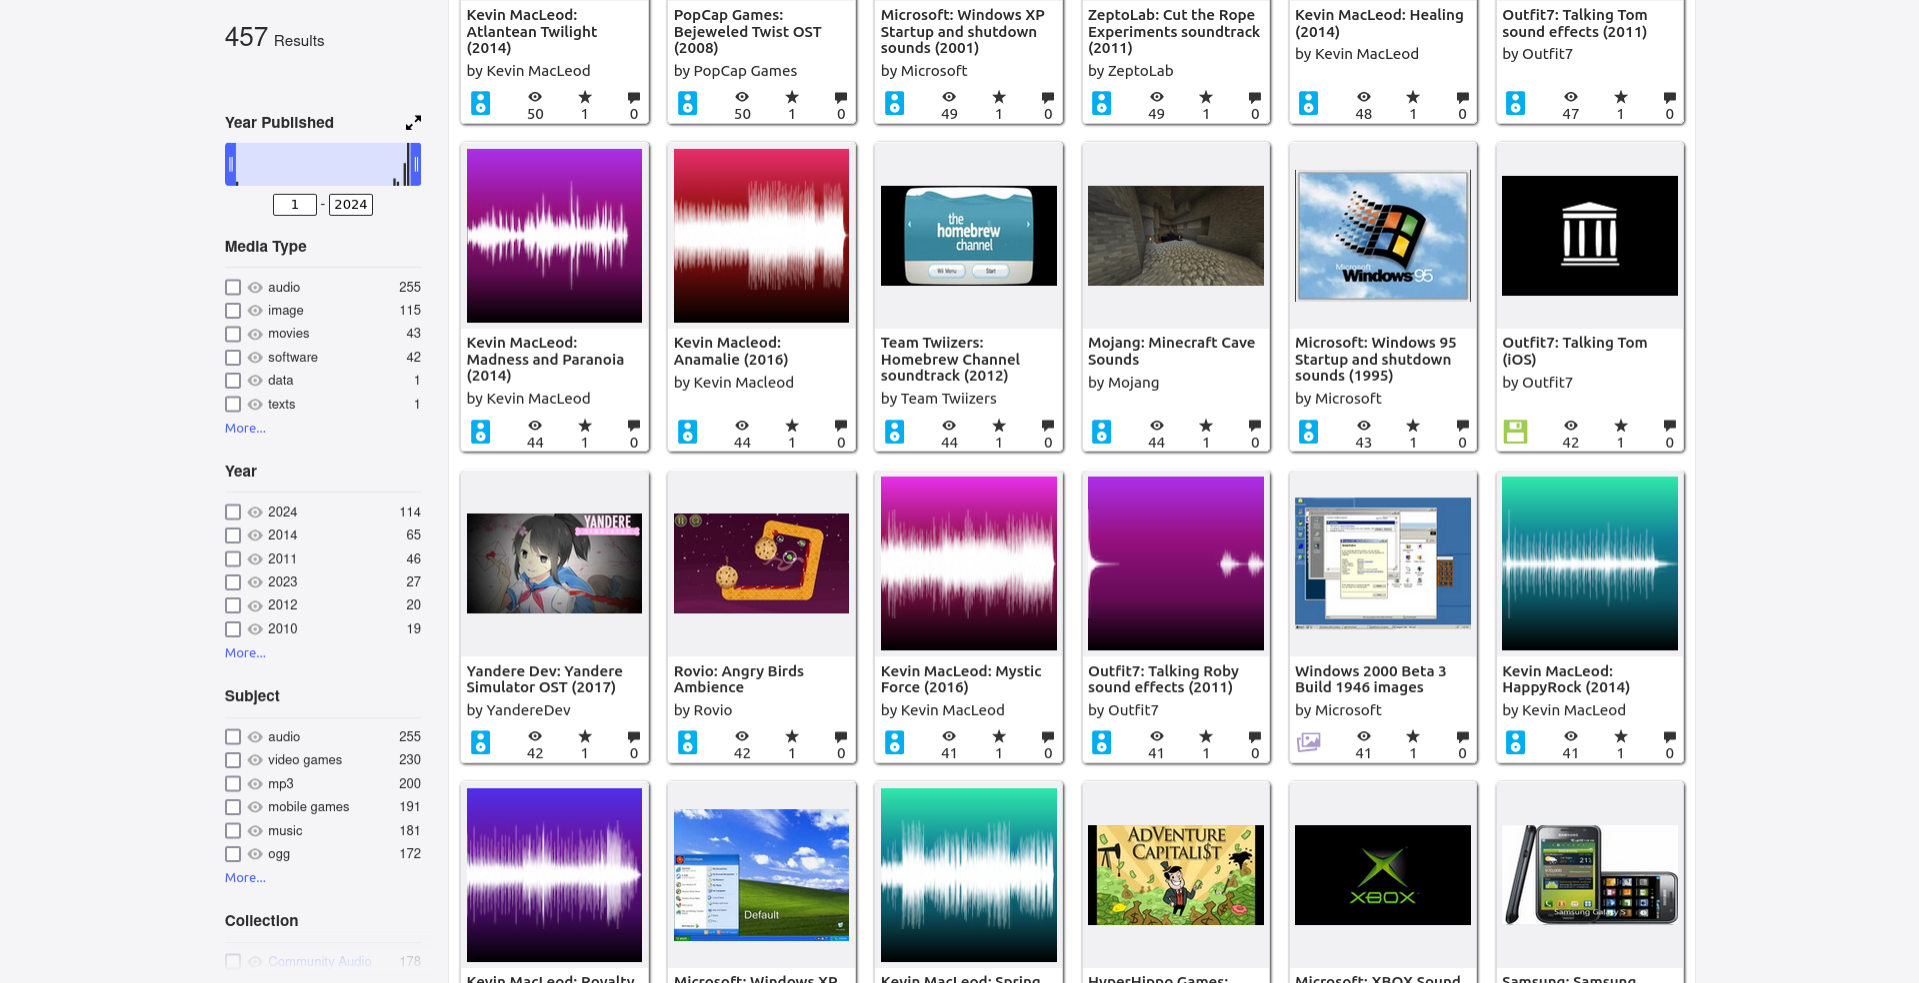 457 Results
Year Published
1 - 2024
Media Type
audio 255
image 115
movies 43
software 42
data 1
texts 1
More...
Year
2024 114
2014 65
2011 46
2023 27
2012 20
2010 19
More...
Subject
audio 255
video games 230
mp3 200
mobile games 191
music 181
ogg 172
More...
Collection
Community Audio 178
Kevin MacLeod:
Atlantean Twilight
(2014)
by Kevin MacLeod
50 1 0
PopCap Games:
Bejeweled Twist OST
(2008)
by PopCap Games
50 1 0
Microsoft: Windows XP
Startup and shutdown
sounds (2001)
by Microsoft
49 1 0
ZeptoLab: Cut the Rope
Experiments soundtrack
(2011)
by ZeptoLab
49 1 0
Kevin MacLeod: Healing
(2014)
by Kevin MacLeod
48 1 0
Outfit7: Talking Tom
sound effects (2011)
by Outfit7
47 1 0
Kevin MacLeod:
Madness and Paranoia
(2014)
by Kevin MacLeod
44 1 0
Kevin Macleod:
Anamalie (2016)
by Kevin Macleod
44 1 0
the
homebrew
channel
Wii Menu Start
Team Twiizers:
Homebrew Channel
soundtrack (2012)
by Team Twiizers
44 1 0
Mojang: Minecraft Cave
Sounds
by Mojang
44 1 0
Microsoft
Windows 95
Microsoft: Windows 95
Startup and shutdown
sounds (1995)
by Microsoft
43 1 0
Outfit7: Talking Tom
(iOS)
by Outfit7
42 1 0
YANDERE
Yandere Dev: Yandere
Simulator OST (2017)
by YandereDev
42 1 0
Rovio: Angry Birds
Ambience
by Rovio
42 1 0
Kevin MacLeod: Mystic
Force (2016)
by Kevin MacLeod
41 1 0
Outfit7: Talking Roby
sound effects (2011)
by Outfit7
41 1 0
Windows 2000 Beta 3
Build 1946 images
by Microsoft
41 1 0
Kevin MacLeod:
HappyRock (2014)
by Kevin MacLeod
41 1 0
Kevin MacLeod: Royalty
Default
Microsoft: Windows XP
Kevin MacLeod: Spring
ADVENTURE
CAPITALI$T
HyperHippo Games:
XBOX
Microsoft: XBOX Sound
SAMSUNG
Samsung Galaxy S
Samsung: Samsung